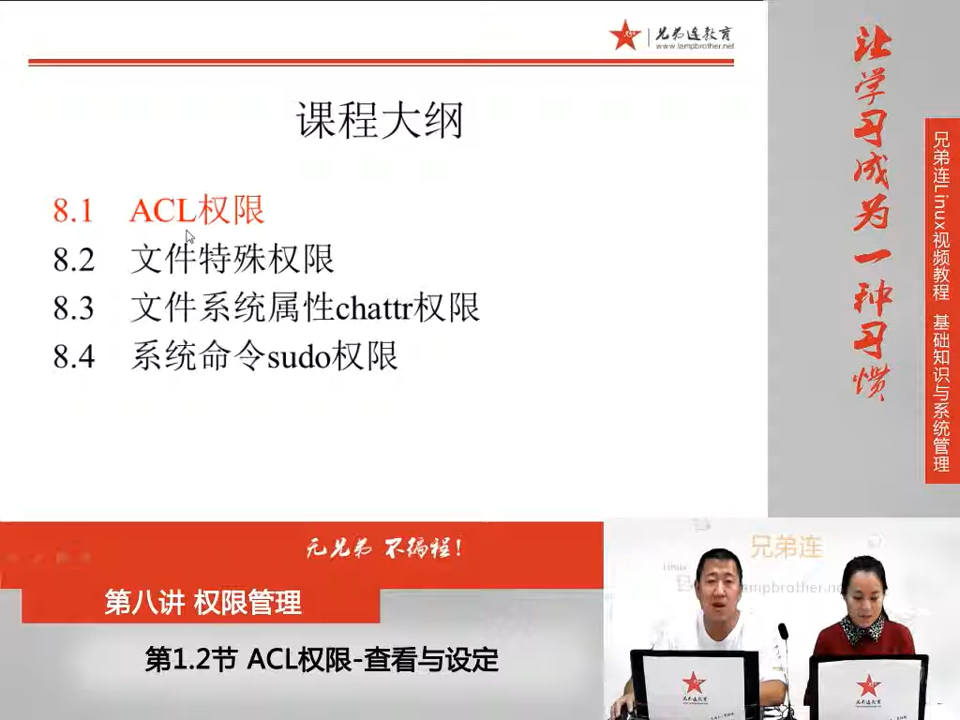 兄弟连教育
www.lampbrother.net
课程大纲
8.1 ACL权限
8.2 文件特殊权限
8.3 文件系统属性chattr权限
8.4 系统命令sudo权限
让学习成为一种习惯
兄弟连Linux视频教程 基础知识与系统管理
无兄弟 不编程!
第八讲 权限管理
第1.2节 ACL权限-查看与设定
兄弟连
Linux
lampbrother.ne